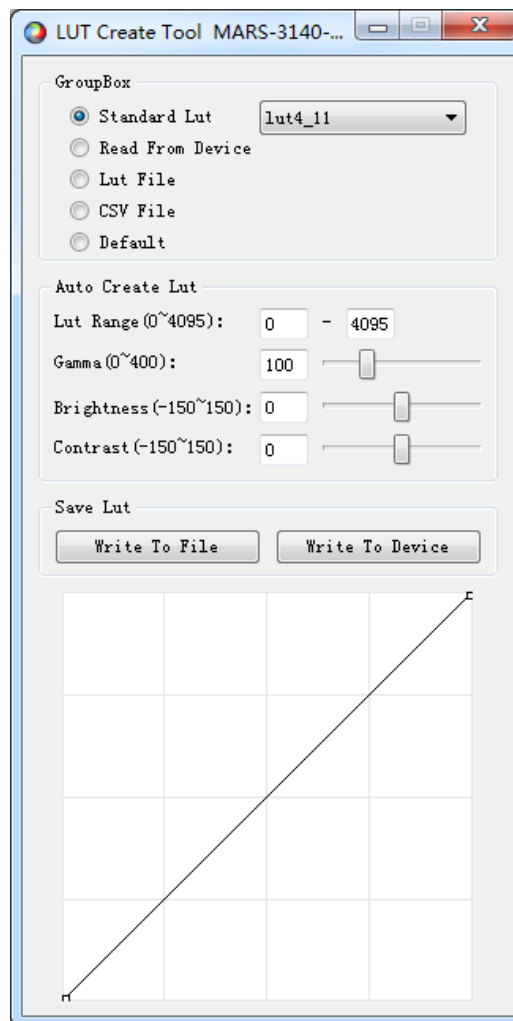 LUT Create Tool MARS-3140-...
GroupBox
Standard Lut lut4_11
Read From Device
Lut File
CSV File
Default
Auto Create Lut
Lut Range(0~4095): 0 - 4095
Gamma(0~400): 100
Brightness(-150~150): 0
Contrast(-150~150): 0
Save Lut
Write To File Write To Device